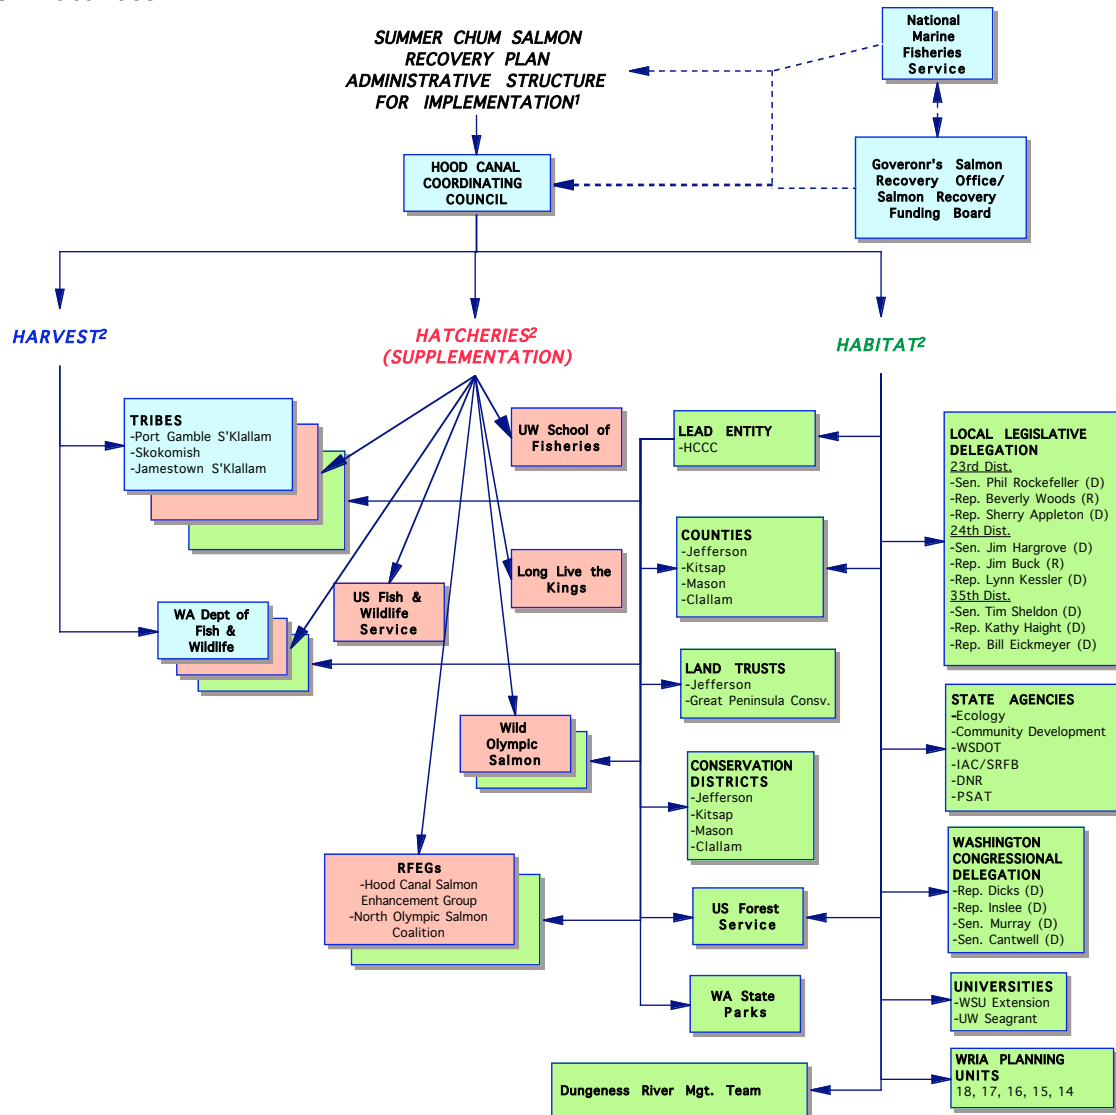 SUMMER CHUM SALMON
RECOVERY PLAN
ADMINISTRATIVE STRUCTURE
FOR IMPLEMENTATION1
National
Marine
Fisheries
Service
HOOD CANAL
COORDINATING
COUNCIL
Goveronr's Salmon
Recovery Office/
Salmon Recovery
Funding Board
HARVEST2
HATCHERIES2
(SUPPLEMENTATION)
HABITAT2
TRIBES
-Port Gamble S'Klallam
-Skokomish
-Jamestown S'Klallam
UW School of
Fisheries
LEAD ENTITY
-HCCC
LOCAL LEGISLATIVE
DELEGATION
23rd Dist.
-Sen. Phil Rockefeller (D)
-Rep. Beverly Woods (R)
-Rep. Sherry Appleton (D)
24th Dist.
-Sen. Jim Hargrove (D)
-Rep. Jim Buck (R)
-Rep. Lynn Kessler (D)
35th Dist.
-Sen. Tim Sheldon (D)
-Rep. Kathy Haight (D)
-Rep. Bill Eickmeyer (D)
COUNTIES
-Jefferson
-Kitsap
-Mason
-Clallam
Long Live the
Kings
US Fish &
Wildlife
Service
WA Dept of
Fish &
Wildlife
LAND TRUSTS
-Jefferson
-Great Peninsula Consv.
STATE AGENCIES
-Ecology
-Community Development
-WSDOT
-IAC/SRFB
-DNR
-PSAT
Wild
Olympic
Salmon
CONSERVATION
DISTRICTS
-Jefferson
-Kitsap
-Mason
-Clallam
WASHINGTON
CONGRESSIONAL
DELEGATION
-Rep. Dicks (D)
-Rep. Inslee (D)
-Sen. Murray (D)
-Sen. Cantwell (D)
RFEGs
-Hood Canal Salmon
Enhancement Group
-North Olympic Salmon
Coalition
US Forest
Service
WA State
Parks
UNIVERSITIES
-WSU Extension
-UW Seagrant
WRIA PLANNING
UNITS
18, 17, 16, 15, 14
Dungeness River Mgt. Team